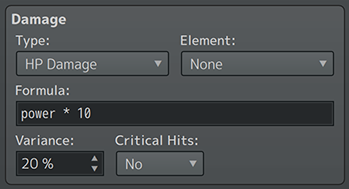 Damage
Type: Element:
HP Damage None
Formula:
power * 10
Variance: Critical Hits:
20 % No